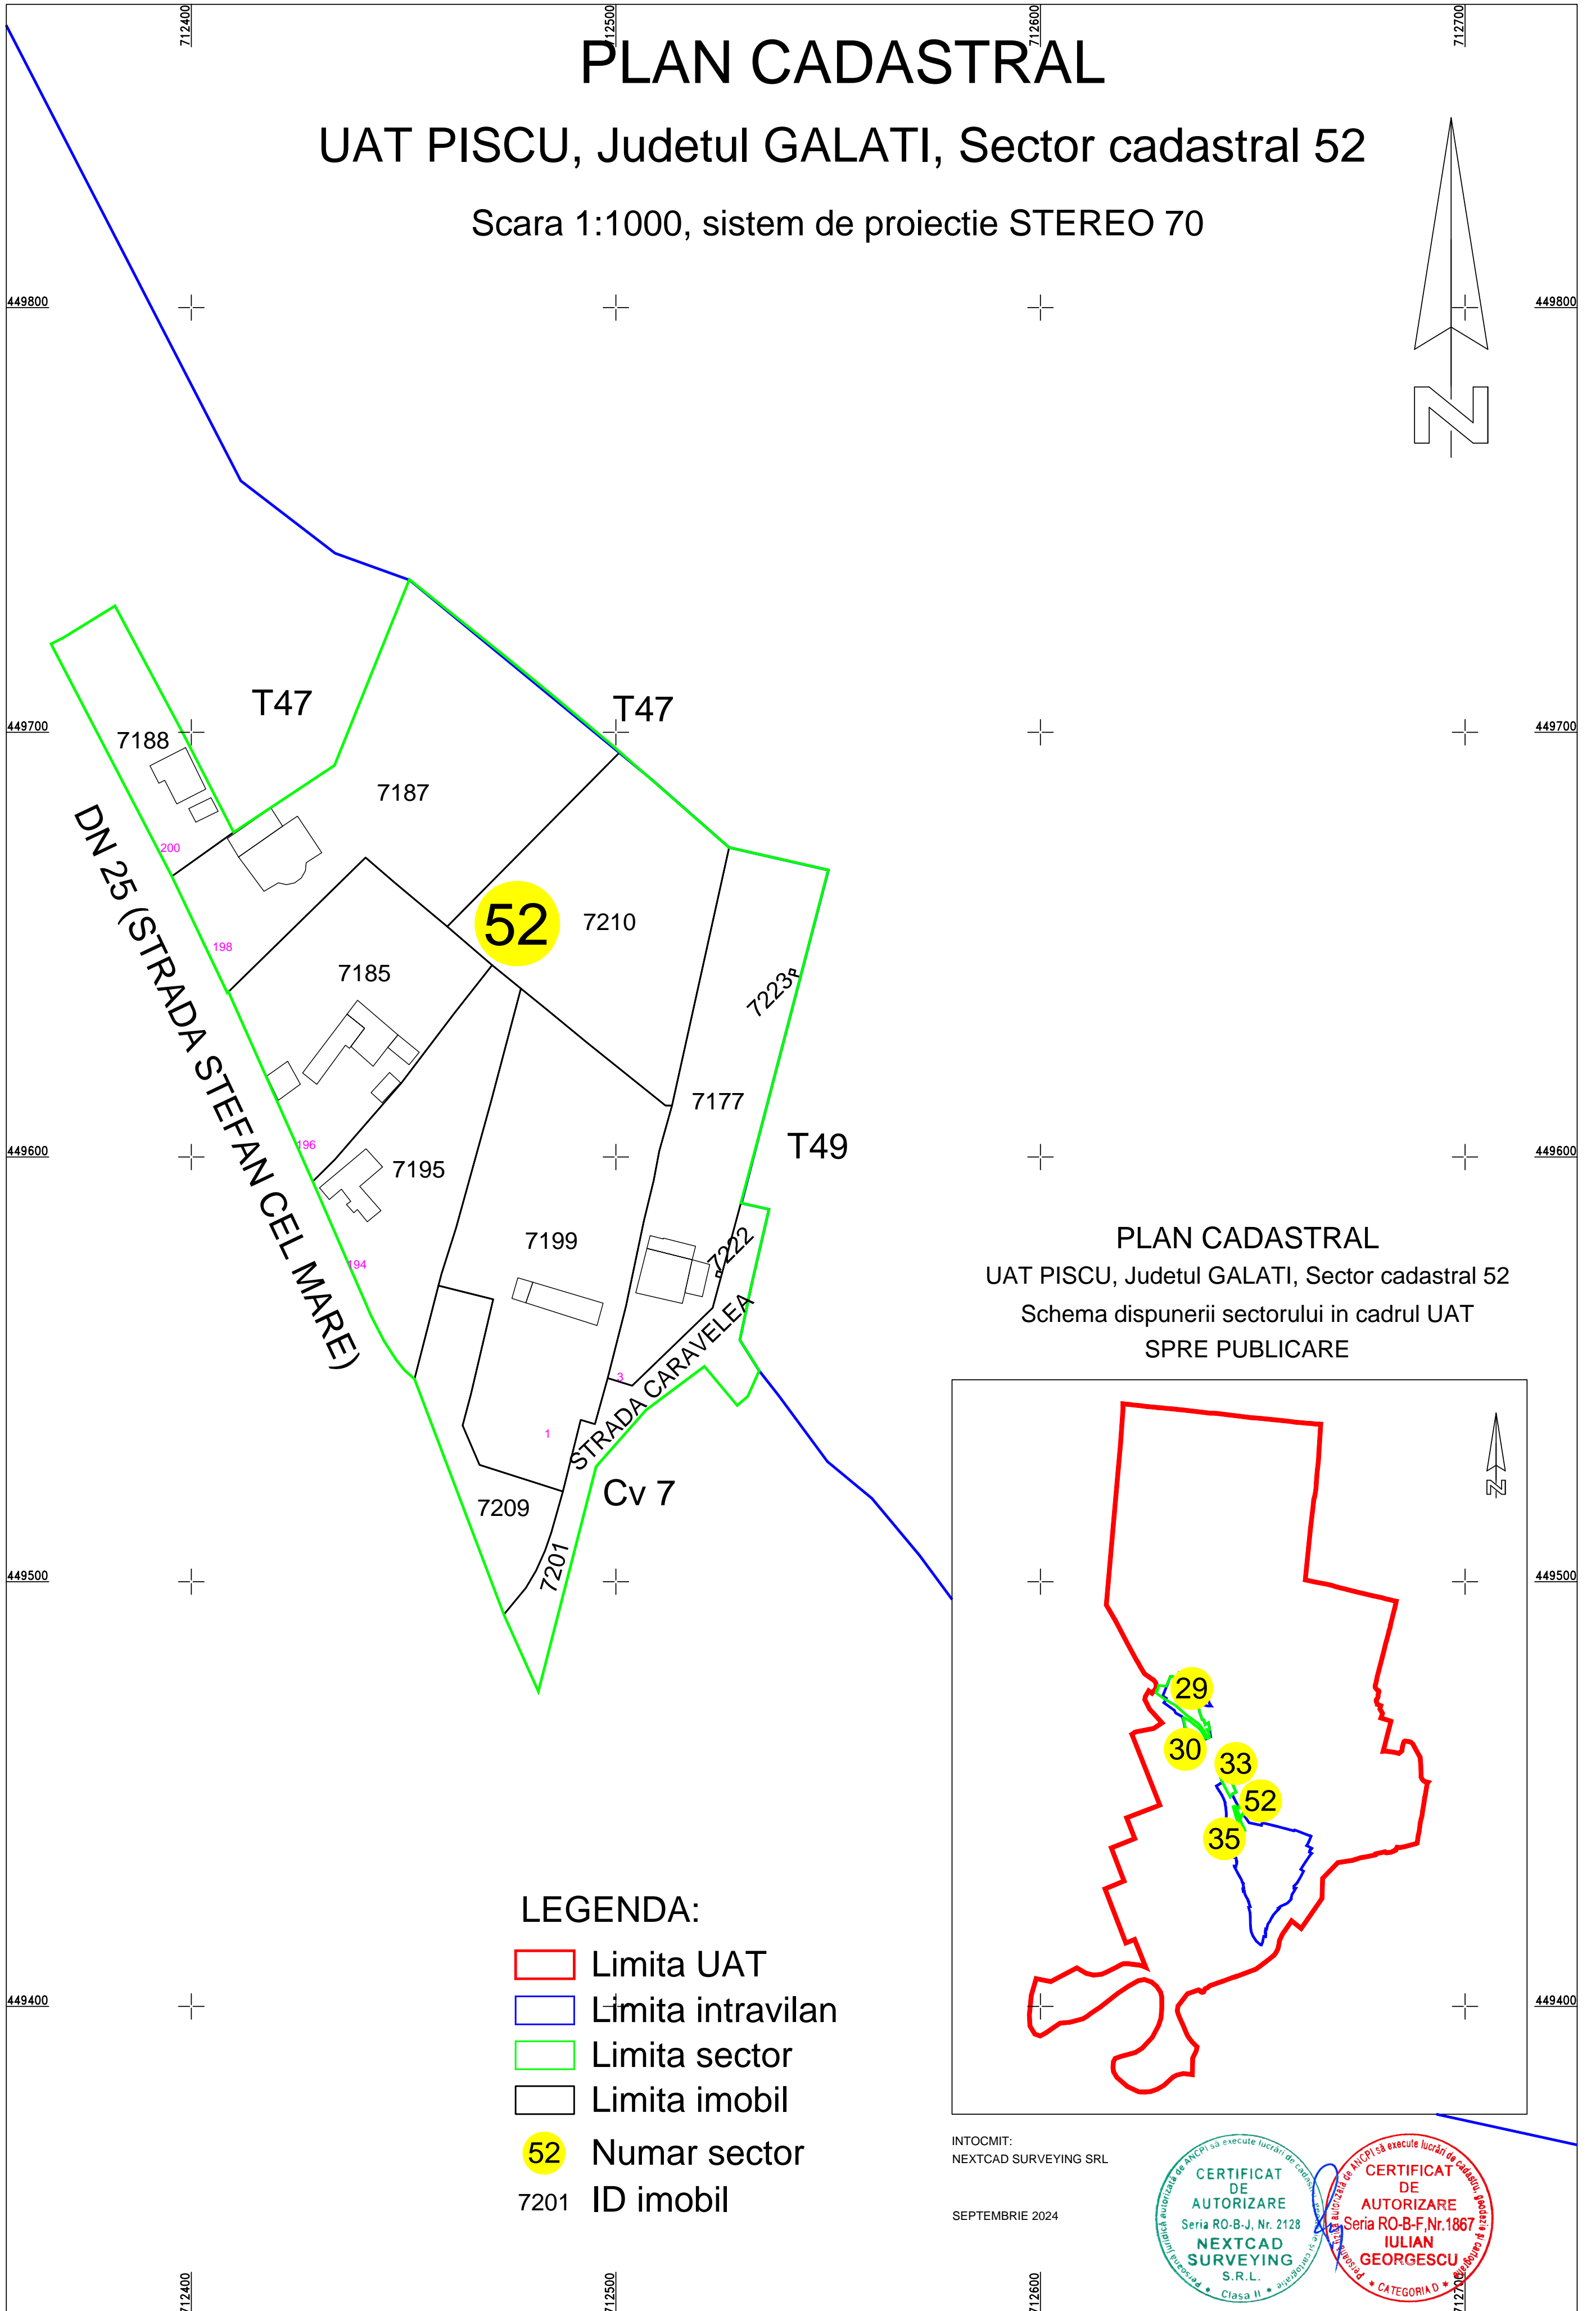 712400
712500
712600
712700
PLAN CADASTRAL
UAT PISCU, Judetul GALATI, Sector cadastral 52
Scara 1:1000, sistem de proiectie STEREO 70
N
449800
449800
T47
T47
449700
449700
7188
7187
200
DN 25 (STRADA STEFAN CEL MARE)
52
7210
198
7185
7223
7177
T49
196
449600
449600
7195
7199
7222
194
STRADA CARAVELEA
3
1
Cv 7
7209
7201
449500
449500
PLAN CADASTRAL
UAT PISCU, Judetul GALATI, Sector cadastral 52
Schema dispunerii sectorului in cadrul UAT
SPRE PUBLICARE
N
29
30
33
52
35
LEGENDA:
Limita UAT
Limita intravilan
Limita sector
Limita imobil
52 Numar sector
7201 ID imobil
449400
449400
INTOCMIT:
NEXTCAD SURVEYING SRL
SEPTEMBRIE 2024
CERTIFICAT
DE
AUTORIZARE
Seria RO-B-J, Nr. 2128
NEXTCAD
SURVEYING
S.R.L.
Clasa II
CERTIFICAT
DE
AUTORIZARE
Seria RO-B-F,Nr.1867
IULIAN
GEORGESCU
CATEGORIA D
712400
712500
712600
712700